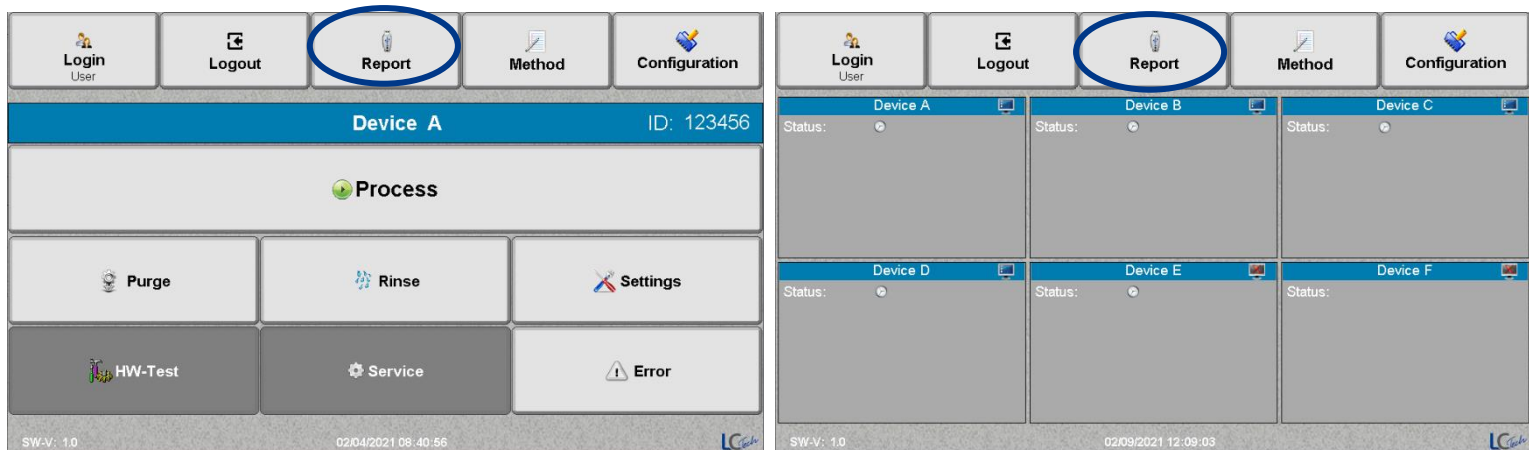 Login
User
Logout
Report
Method
Configuration
Device A
ID: 123456
Process
Purge
Rinse
Settings
HW-Test
Service
Error
SW-V: 1.0
02/04/2021 08:40:56
LCTech
Login
User
Logout
Report
Method
Configuration
Device A
Device B
Device C
Status:
Status:
Status:
Device D
Device E
Device F
Status:
Status:
Status:
SW-V: 1.0
02/09/2021 12:09:03
LCTech